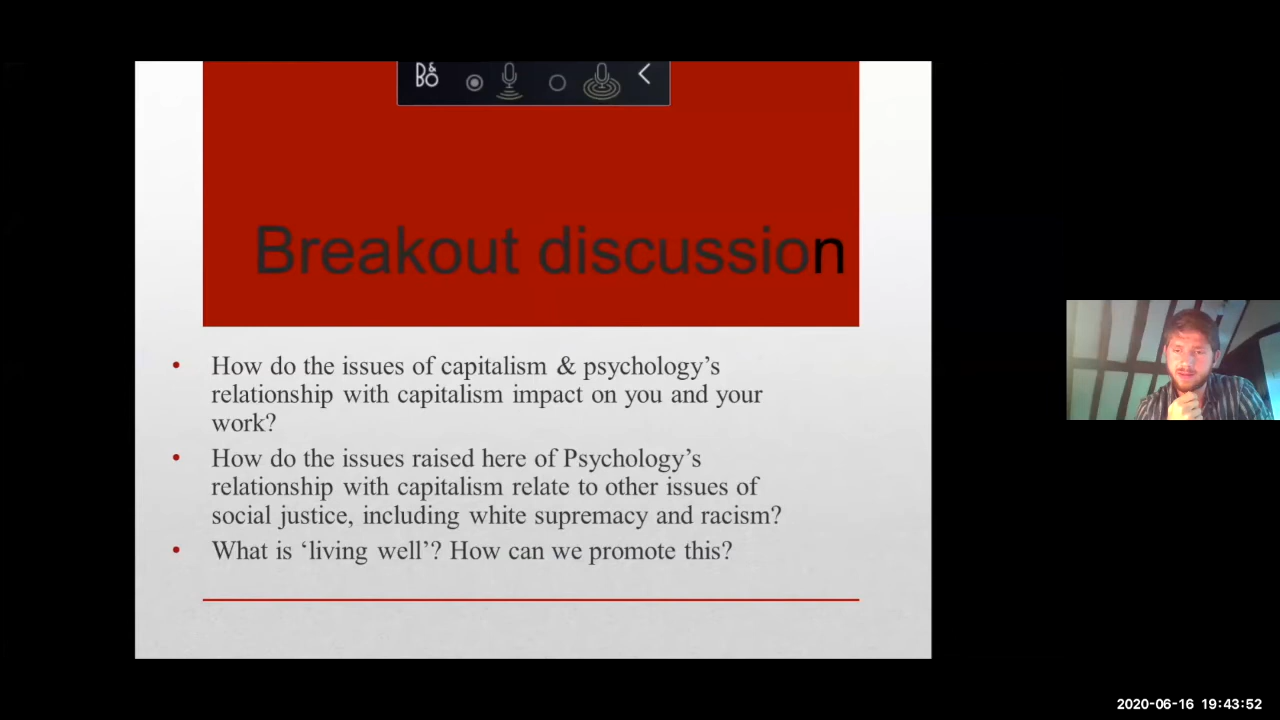 B&O
Breakout discussion
• How do the issues of capitalism & psychology’s
relationship with capitalism impact on you and your
work?
• How do the issues raised here of Psychology’s
relationship with capitalism relate to other issues of
social justice, including white supremacy and racism?
• What is ‘living well’? How can we promote this?
2020-06-16 19:43:52